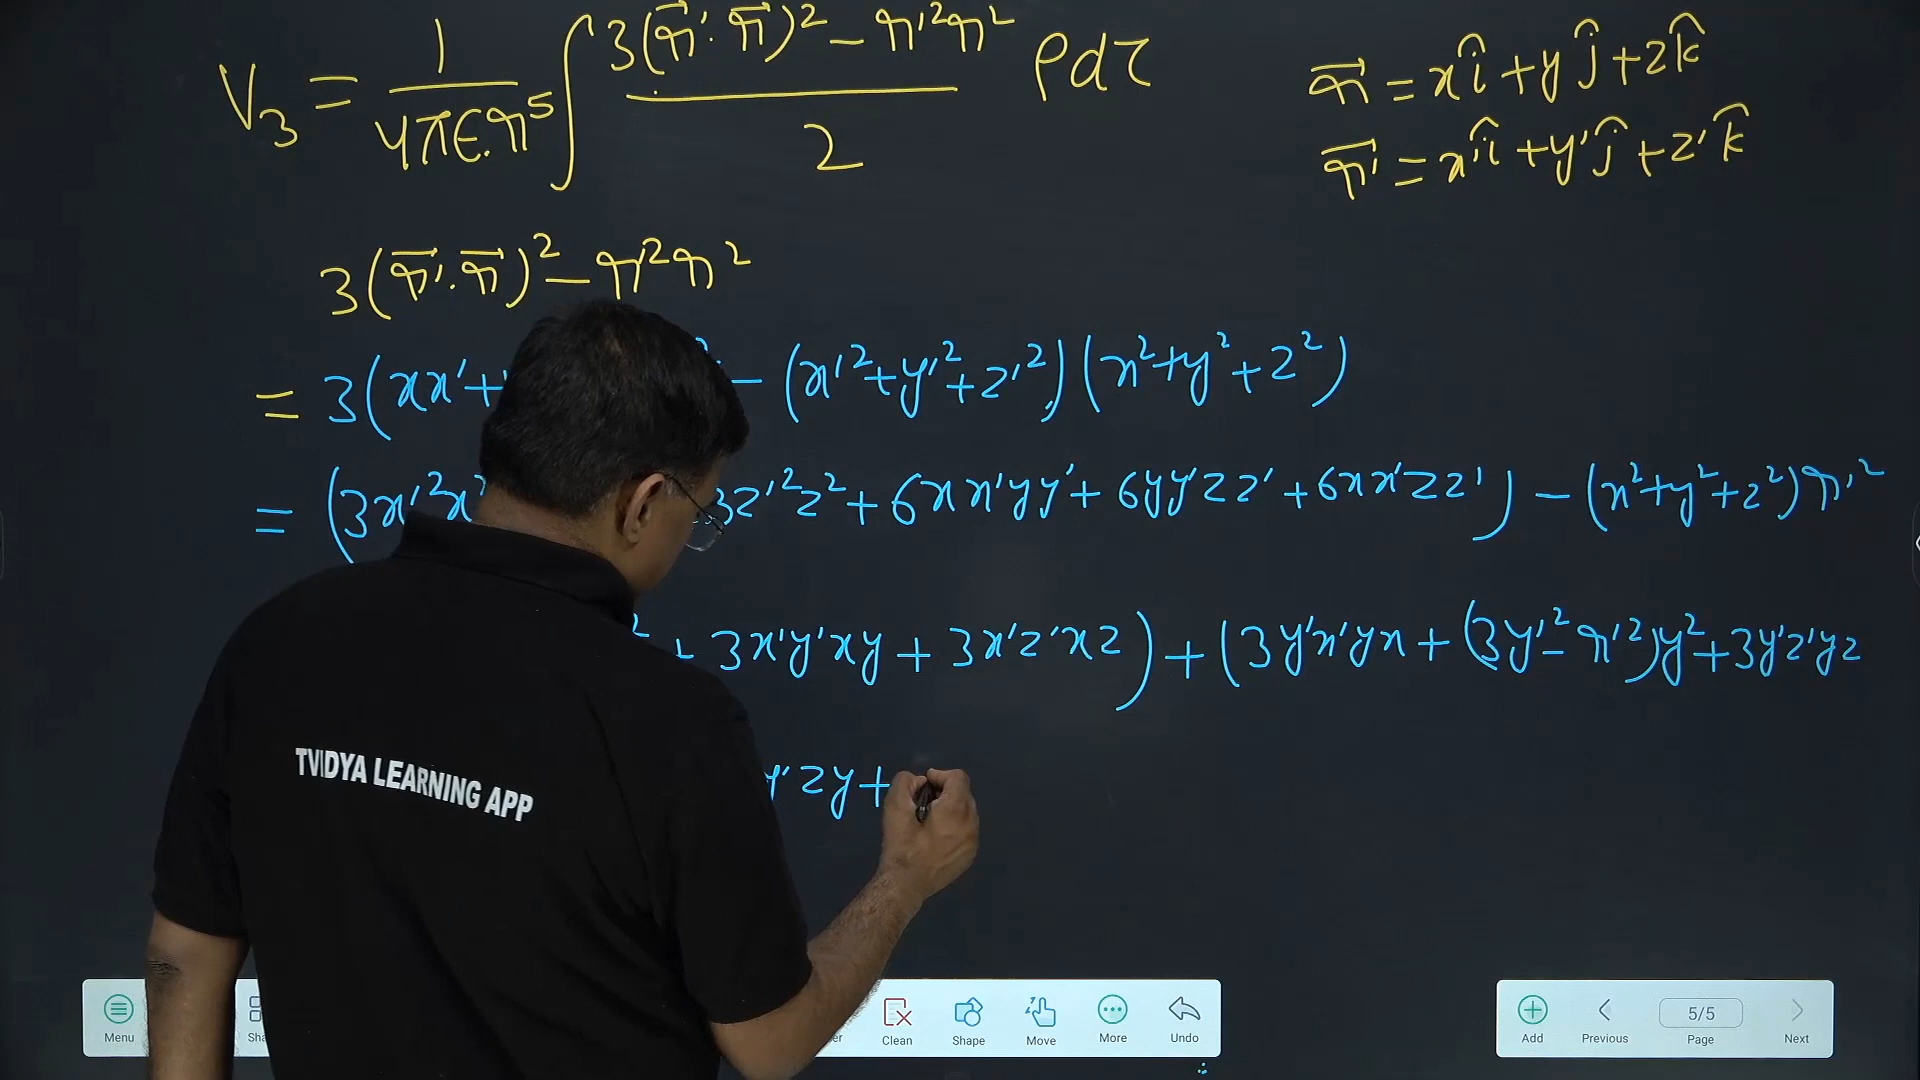 V₃ = 1/4πε₀r⁵ ∫ 3(r⃗'·r⃗)² − r'²r² / 2 ρdτ
r⃗ = xî + yĵ + zk̂
r⃗' = x'î + y'ĵ + z'k̂
3(r⃗'·r⃗)² − r'²r²
= 3(xx' + − (x'² + y'² + z'²)(x² + y² + z²)
= (3x'²x² 3z'²z² + 6xx'yy' + 6yy'zz' + 6xx'zz') − (x² + y² + z²)r'²
+ 3x'y'xy + 3x'z'xz) + (3y'x'yx + (3y'² − r'²)y² + 3y'z'yz
y'zy +
TVIDYA LEARNING APP
Menu
Clean
Shape
Move
More
Undo
Add
Previous
5/5
Page
Next